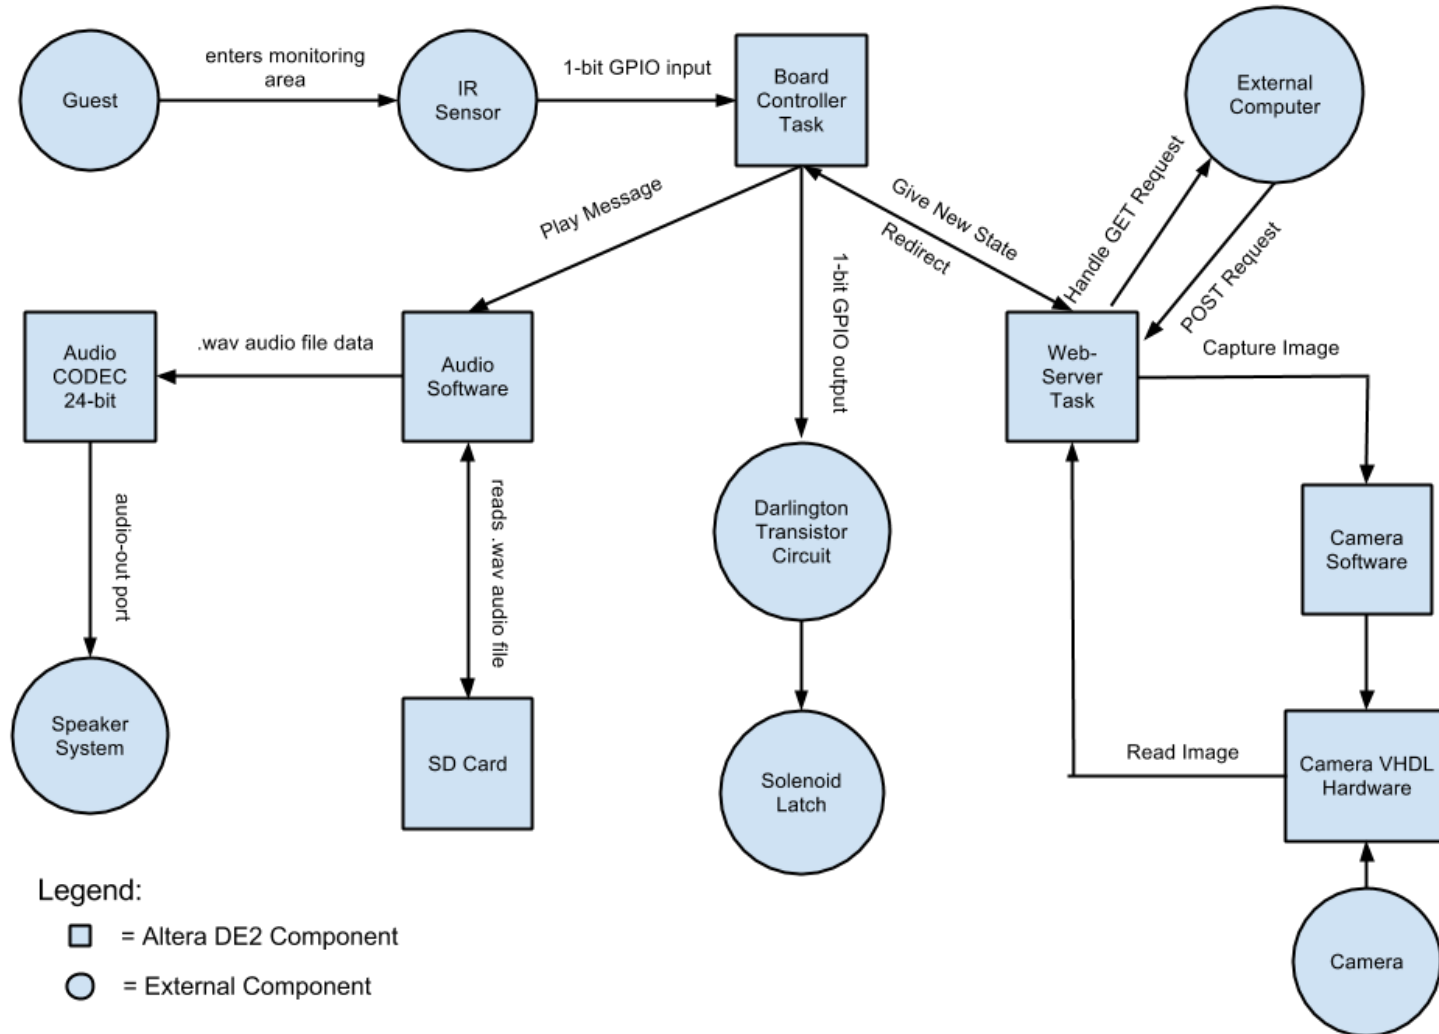 Guest
enters monitoring
area
IR
Sensor
1-bit GPIO input
Board
Controller
Task
External
Computer
Play Message
1-bit GPIO output
Give New State
Redirect
Handle GET Request
POST Request
Audio
CODEC
24-bit
.wav audio file data
Audio
Software
Web-
Server
Task
Capture Image
audio-out port
reads .wav audio file
Darlington
Transistor
Circuit
Camera
Software
Speaker
System
SD Card
Solenoid
Latch
Read Image
Camera VHDL
Hardware
Camera
Legend:
= Altera DE2 Component
= External Component